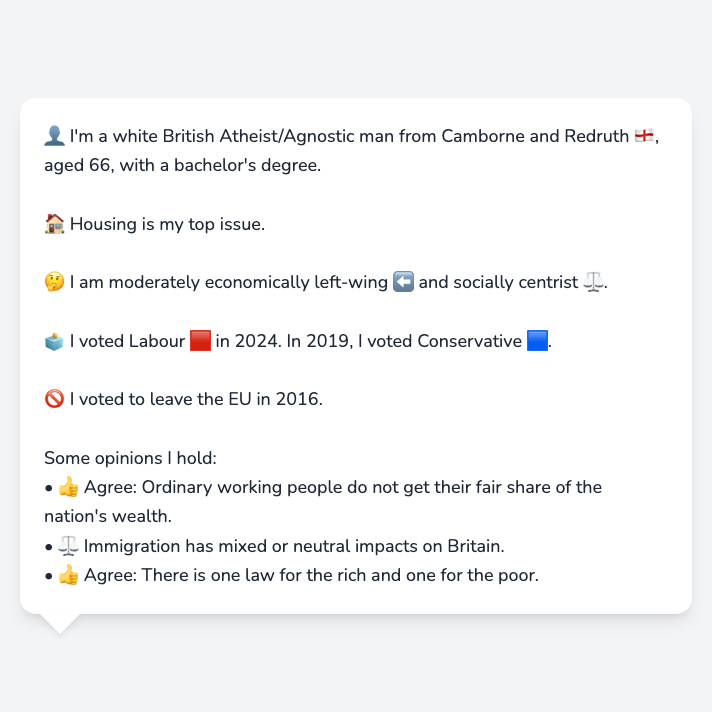 👤 I'm a white British Atheist/Agnostic man from Camborne and Redruth 🏴󠁧󠁢󠁥󠁮󠁧󠁿,
aged 66, with a bachelor's degree.
🏠 Housing is my top issue.
🤔 I am moderately economically left-wing ⬅️ and socially centrist ⚖️.
🗳️ I voted Labour 🟥 in 2024. In 2019, I voted Conservative 🟦.
🚫 I voted to leave the EU in 2016.
Some opinions I hold:
• 👍 Agree: Ordinary working people do not get their fair share of the
nation's wealth.
• ⚖️ Immigration has mixed or neutral impacts on Britain.
• 👍 Agree: There is one law for the rich and one for the poor.